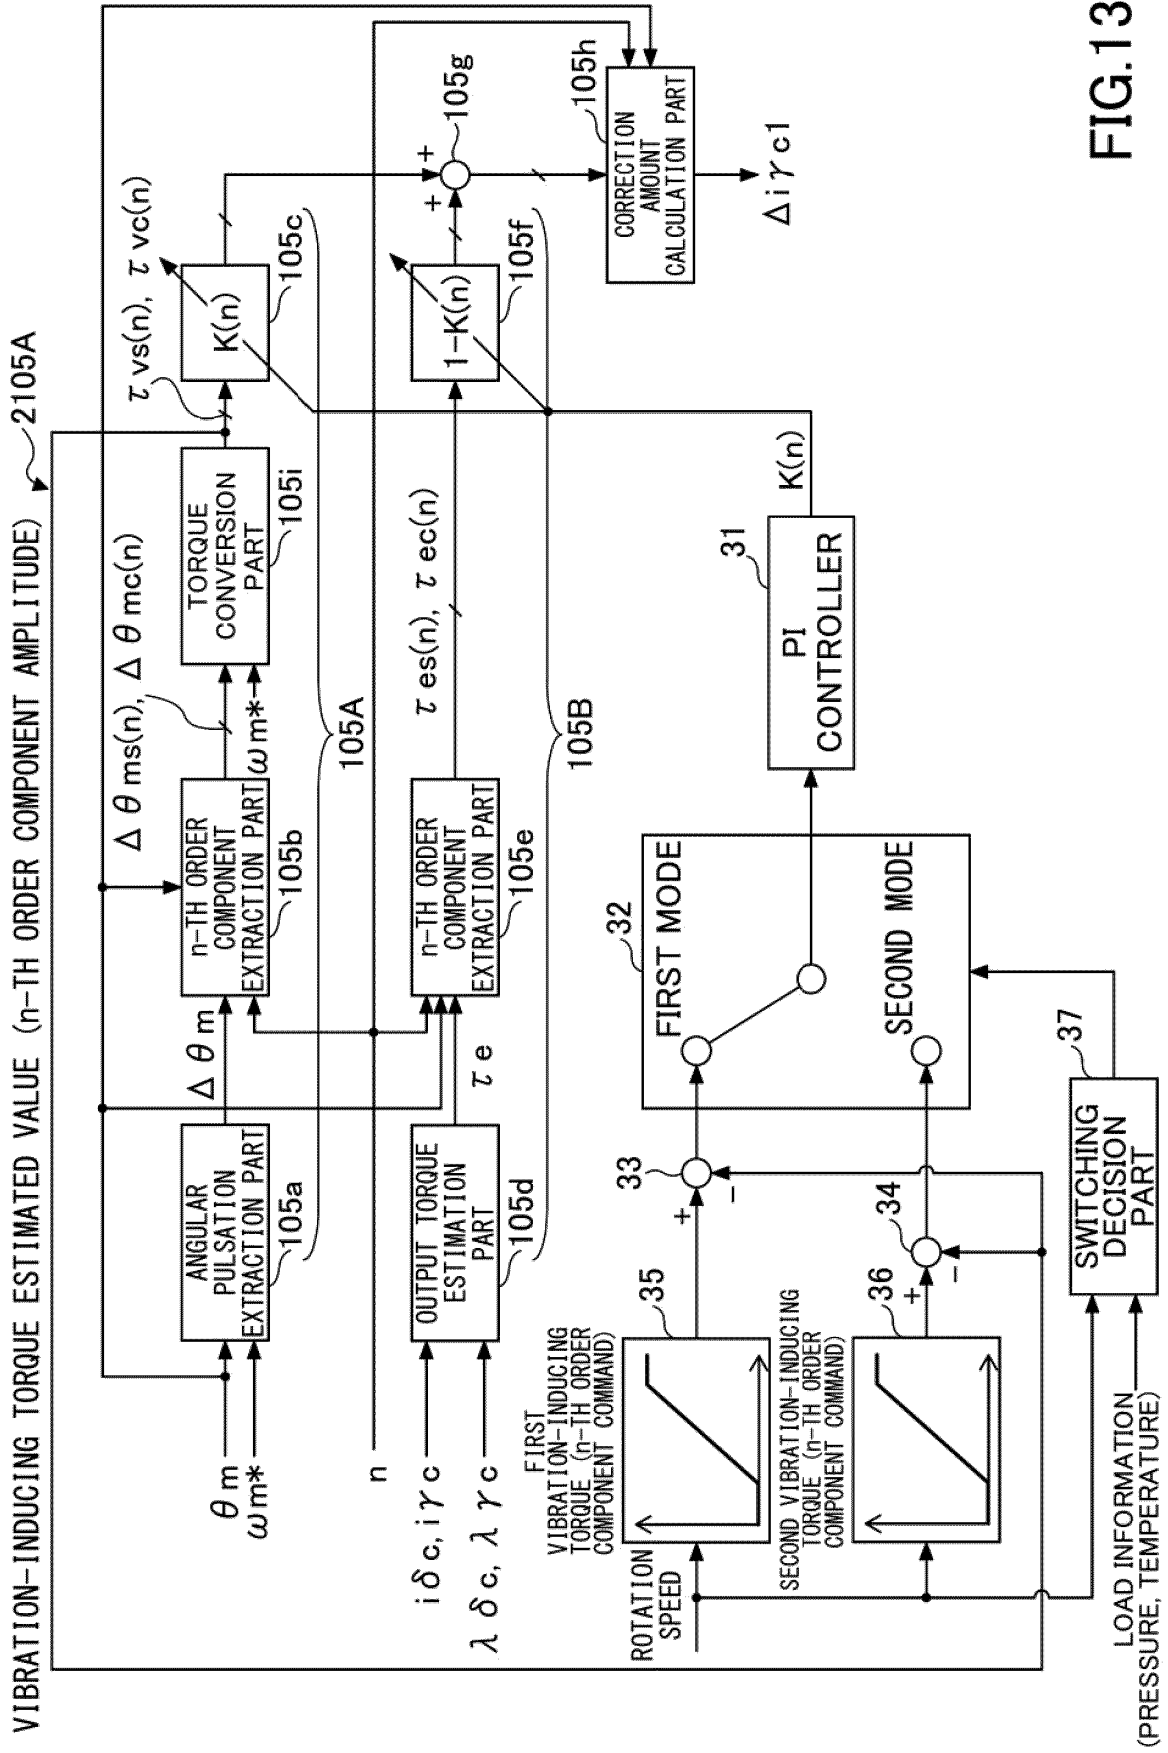 VIBRATION-INDUCING TORQUE ESTIMATED VALUE (n-TH ORDER COMPONENT AMPLITUDE)
2105A
θm
ωm*
ANGULAR
PULSATION
EXTRACTION PART
105a
Δθm
n-TH ORDER
COMPONENT
EXTRACTION PART
105b
Δθms(n), Δθmc(n)
ωm*
TORQUE
CONVERSION
PART
105i
τvs(n), τvc(n)
K(n)
105c
105A
n
iδc, iγc
λδc, λγc
OUTPUT TORQUE
ESTIMATION
PART
105d
τe
n-TH ORDER
COMPONENT
EXTRACTION PART
105e
τes(n), τec(n)
1-K(n)
105f
105B
+
+
105g
CORRECTION
AMOUNT
CALCULATION PART
105h
Δiγc1
FIRST
VIBRATION-INDUCING
TORQUE (n-TH ORDER
COMPONENT COMMAND)
35
ROTATION
SPEED
SECOND VIBRATION-INDUCING
TORQUE (n-TH ORDER
COMPONENT COMMAND)
36
+
-
33
+
-
34
32
FIRST MODE
SECOND MODE
31
PI
CONTROLLER
K(n)
LOAD INFORMATION
(PRESSURE, TEMPERATURE)
SWITCHING
DECISION
PART
37
FIG.13